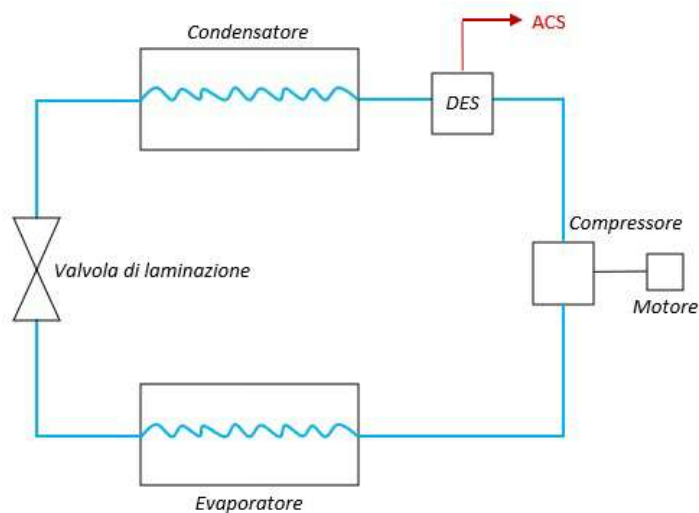 Condensatore
ACS
DES
Compressore
Valvola di laminazione
Motore
Evaporatore